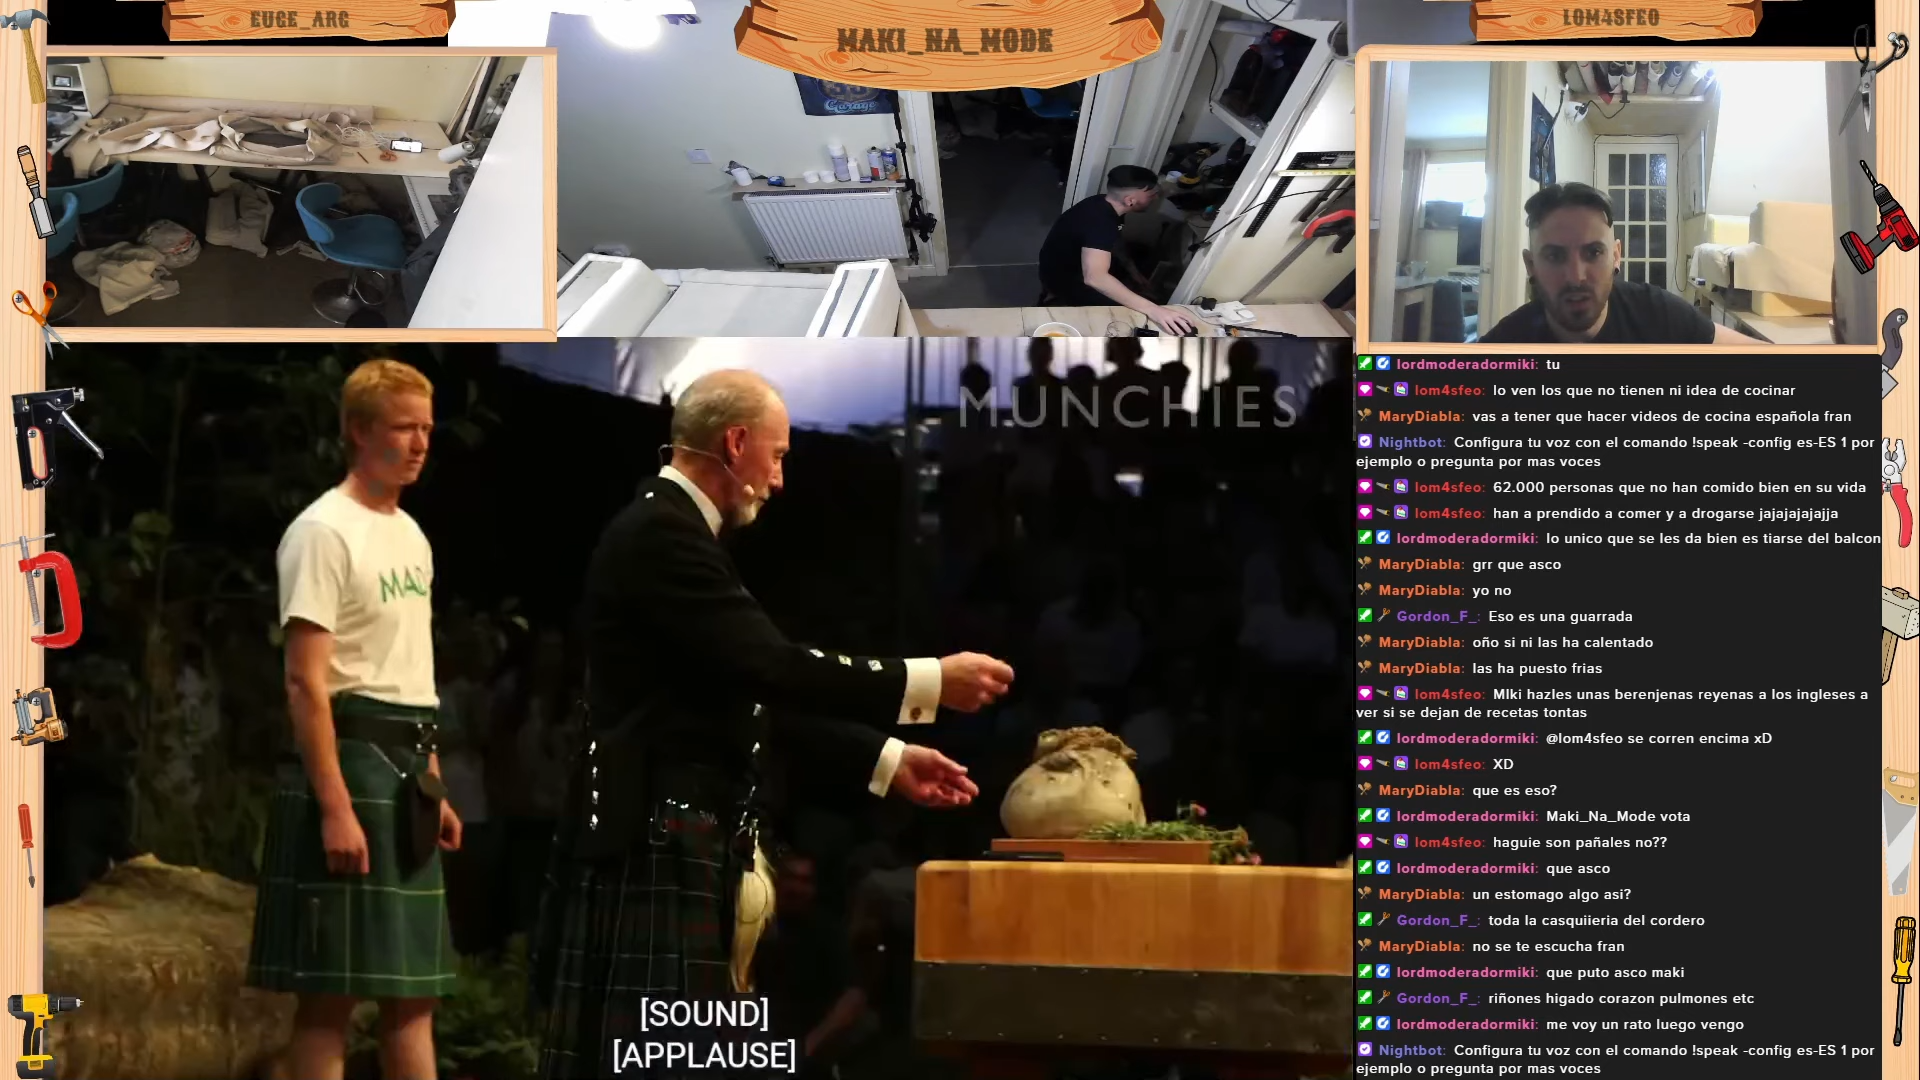 EUGE_ARG
MAKI_NA_MODE
LOM4SFEO
Garage
MUNCHIES
MAD
[SOUND]
[APPLAUSE]
lordmoderadormiki: tu
lom4sfeo: lo ven los que no tienen ni idea de cocinar
MaryDiabla: vas a tener que hacer videos de cocina española fran
Nightbot: Configura tu voz con el comando !speak -config es-ES 1 por
ejemplo o pregunta por mas voces
lom4sfeo: 62.000 personas que no han comido bien en su vida
lom4sfeo: han a prendido a comer y a drogarse jajajajajjja
lordmoderadormiki: lo unico que se les da bien es tiarse del balcon
MaryDiabla: grr que asco
MaryDiabla: yo no
Gordon_F_: Eso es una guarrada
MaryDiabla: oño si ni las ha calentado
MaryDiabla: las ha puesto frias
lom4sfeo: MIki hazles unas berenjenas reyenas a los ingleses a
ver si se dejan de recetas tontas
lordmoderadormiki: @lom4sfeo se corren encima xD
lom4sfeo: XD
MaryDiabla: que es eso?
lordmoderadormiki: Maki_Na_Mode vota
lom4sfeo: haguie son pañales no??
lordmoderadormiki: que asco
MaryDiabla: un estomago algo asi?
Gordon_F_: toda la casquiieria del cordero
MaryDiabla: no se te escucha fran
lordmoderadormiki: que puto asco maki
Gordon_F_: riñones higado corazon pulmones etc
lordmoderadormiki: me voy un rato luego vengo
Nightbot: Configura tu voz con el comando !speak -config es-ES 1 por
ejemplo o pregunta por mas voces